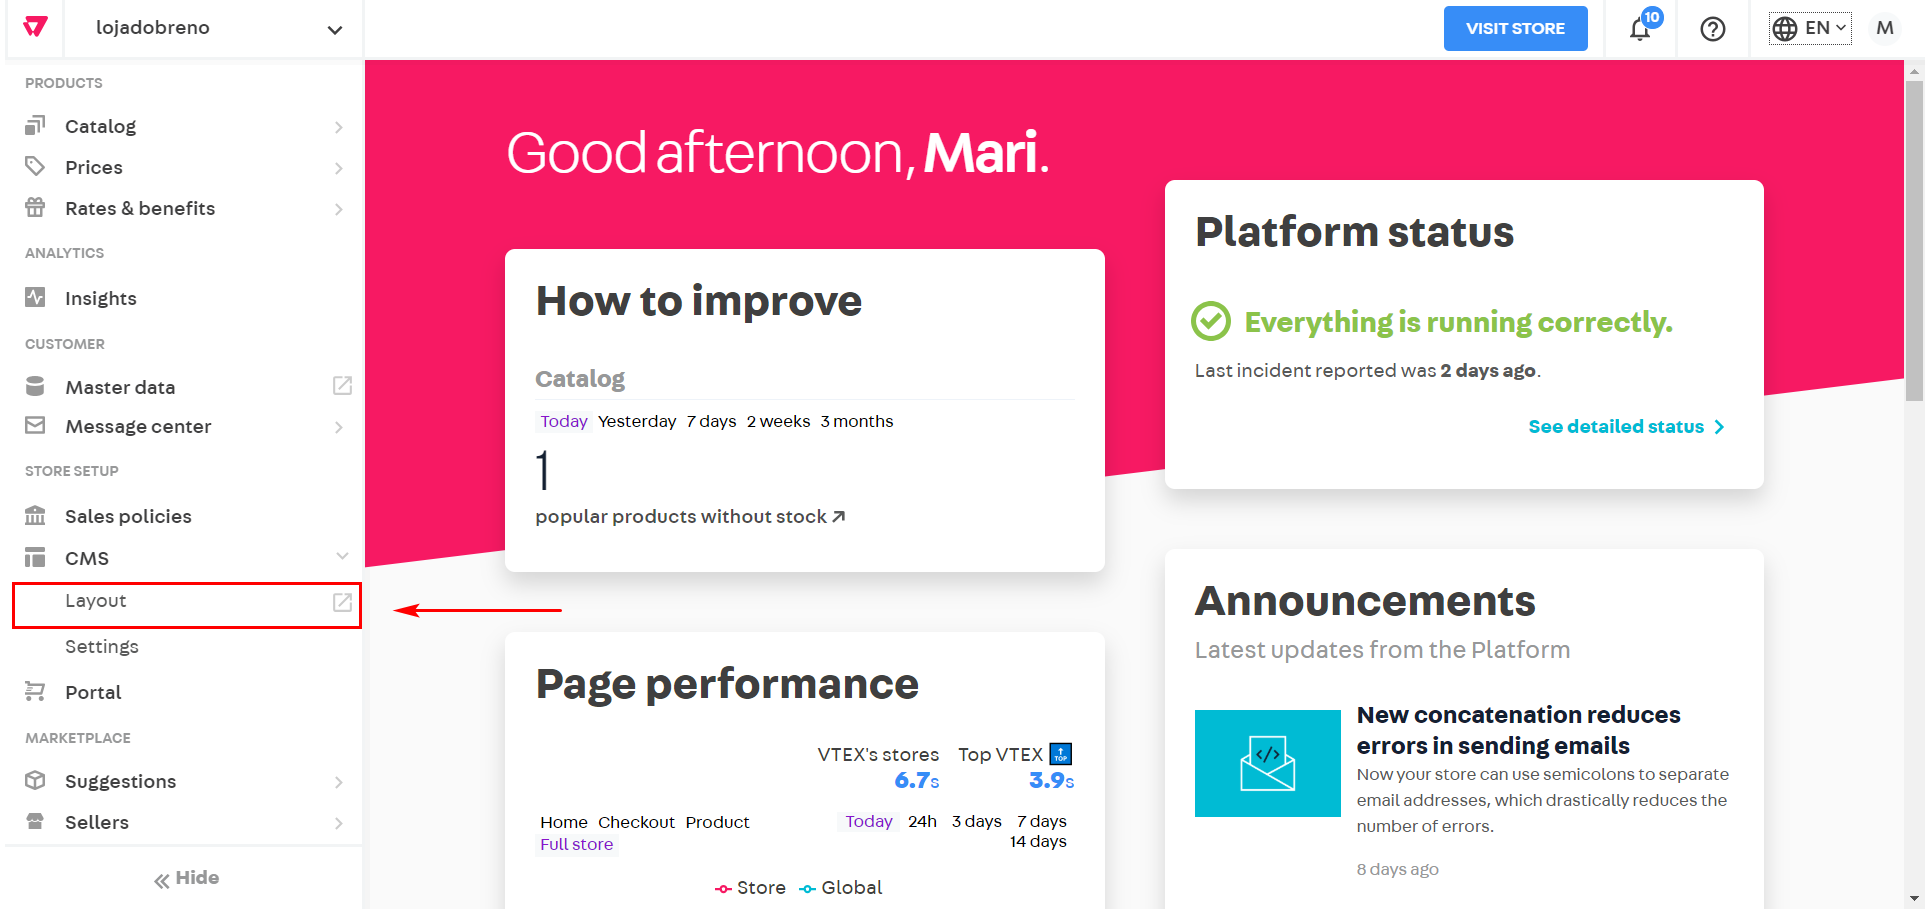 lojadobreno
VISIT STORE
10
EN
M
PRODUCTS
Catalog
Prices
Rates & benefits
ANALYTICS
Insights
CUSTOMER
Master data
Message center
STORE SETUP
Sales policies
CMS
Layout
Settings
Portal
MARKETPLACE
Suggestions
Sellers
Hide
Good afternoon, Mari.
How to improve
Catalog
Today Yesterday 7 days 2 weeks 3 months
1
popular products without stock
Page performance
VTEX's stores Top VTEX TOP
6.7s 3.9s
Home Checkout Product
Full store
Today 24h 3 days 7 days
14 days
Store Global
Platform status
Everything is running correctly.
Last incident reported was 2 days ago.
See detailed status
Announcements
Latest updates from the Platform
New concatenation reduces
errors in sending emails
Now your store can use semicolons to separate
email addresses, which drastically reduces the
number of errors.
8 days ago